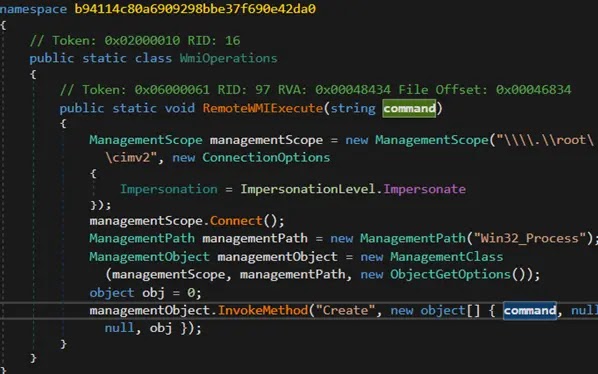 namespace b94114c80a6909298bbe37f690e42da0
{
// Token: 0x02000010 RID: 16
public static class WmiOperations
{
// Token: 0x06000061 RID: 97 RVA: 0x00048434 File Offset: 0x00046834
public static void RemoteWMIExecute(string command)
{
ManagementScope managementScope = new ManagementScope("\\\\.\\root\
\cimv2", new ConnectionOptions
{
Impersonation = ImpersonationLevel.Impersonate
});
managementScope.Connect();
ManagementPath managementPath = new ManagementPath("Win32_Process");
ManagementObject managementObject = new ManagementClass
(managementScope, managementPath, new ObjectGetOptions());
object obj = 0;
managementObject.InvokeMethod("Create", new object[] { command, null
null, obj });
}
}
}